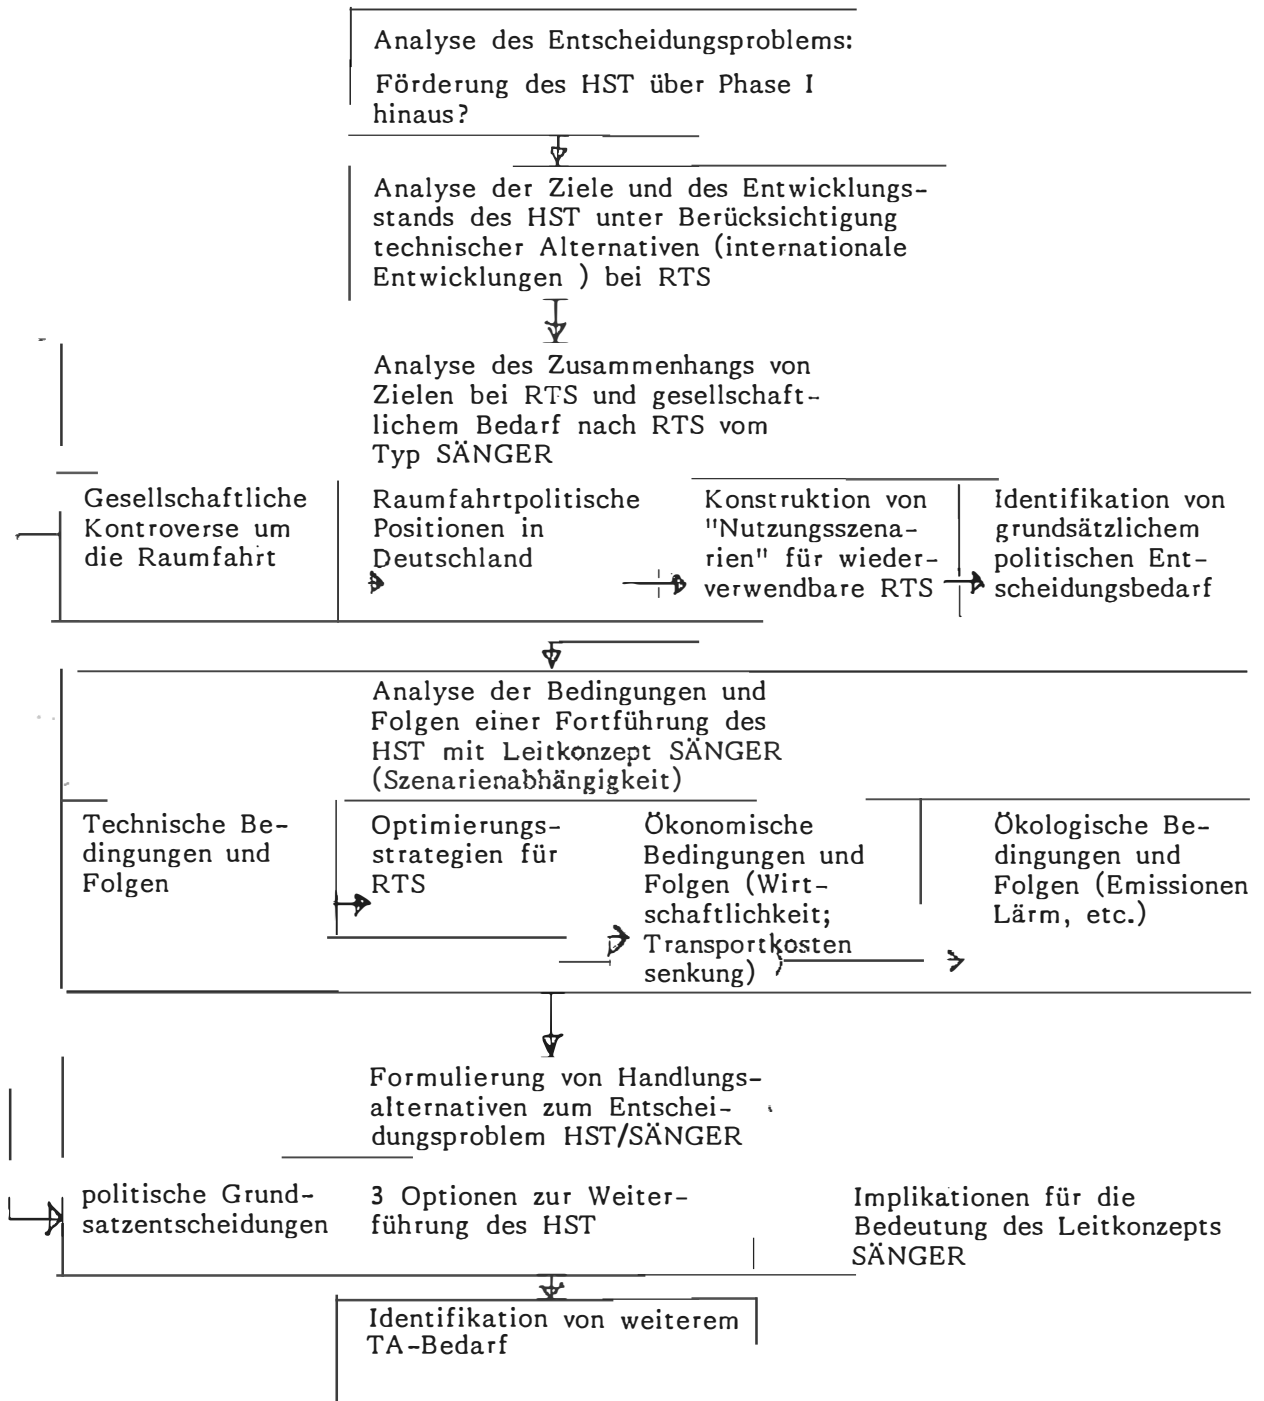 Analyse des Entscheidungsproblems:
Förderung des HST über Phase I
hinaus?
Analyse der Ziele und des Entwicklungs-
stands des HST unter Berücksichtigung
technischer Alternativen (internationale
Entwicklungen ) bei RTS
Analyse des Zusammenhangs von
Zielen bei RTS und gesellschaft-
lichem Bedarf nach RTS vom
Typ SÄNGER
Gesellschaftliche
Kontroverse um
die Raumfahrt
Raumfahrtpolitische
Positionen in
Deutschland
Konstruktion von
"Nutzungsszena-
rien" für wieder-
verwendbare RTS
Identifikation von
grundsätzlichem
politischen Ent-
scheidungsbedarf
Analyse der Bedingungen und
Folgen einer Fortführung des
HST mit Leitkonzept SÄNGER
(Szenarienabhängigkeit)
Technische Be-
dingungen und
Folgen
Optimierungs-
strategien für
RTS
Ökonomische
Bedingungen und
Folgen (Wirt-
schaftlichkeit;
Transportkosten
senkung)
Ökologische Be-
dingungen und
Folgen (Emissionen
Lärm, etc.)
Formulierung von Handlungs-
alternativen zum Entschei-
dungsproblem HST/SÄNGER
politische Grund-
satzentscheidungen
3 Optionen zur Weiter-
führung des HST
Implikationen für die
Bedeutung des Leitkonzepts
SÄNGER
Identifikation von weiterem
TA-Bedarf